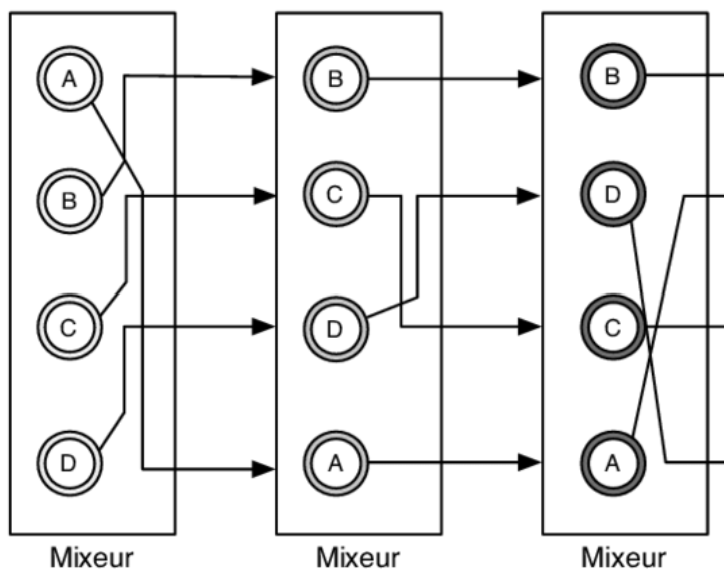 A B B
B C D
C D C
D A A
Mixeur Mixeur Mixeur